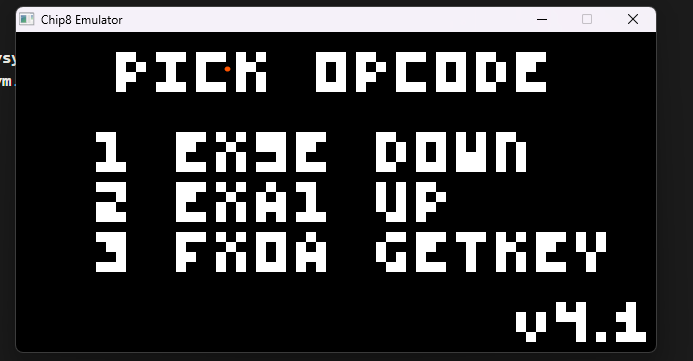 Chip8 Emulator
PICK OPCODE
1 EX9E DOWN
2 EXA1 UP
3 FX0A GETKEY
v4.1